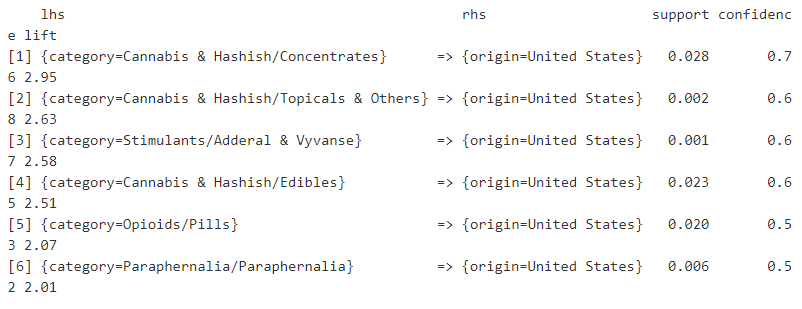 lhs rhs support confidenc
e lift
[1] {category=Cannabis & Hashish/Concentrates} => {origin=United States} 0.028 0.7
6 2.95
[2] {category=Cannabis & Hashish/Topicals & Others} => {origin=United States} 0.002 0.6
8 2.63
[3] {category=Stimulants/Adderal & Vyvanse} => {origin=United States} 0.001 0.6
7 2.58
[4] {category=Cannabis & Hashish/Edibles} => {origin=United States} 0.023 0.6
5 2.51
[5] {category=Opioids/Pills} => {origin=United States} 0.020 0.5
3 2.07
[6] {category=Paraphernalia/Paraphernalia} => {origin=United States} 0.006 0.5
2 2.01